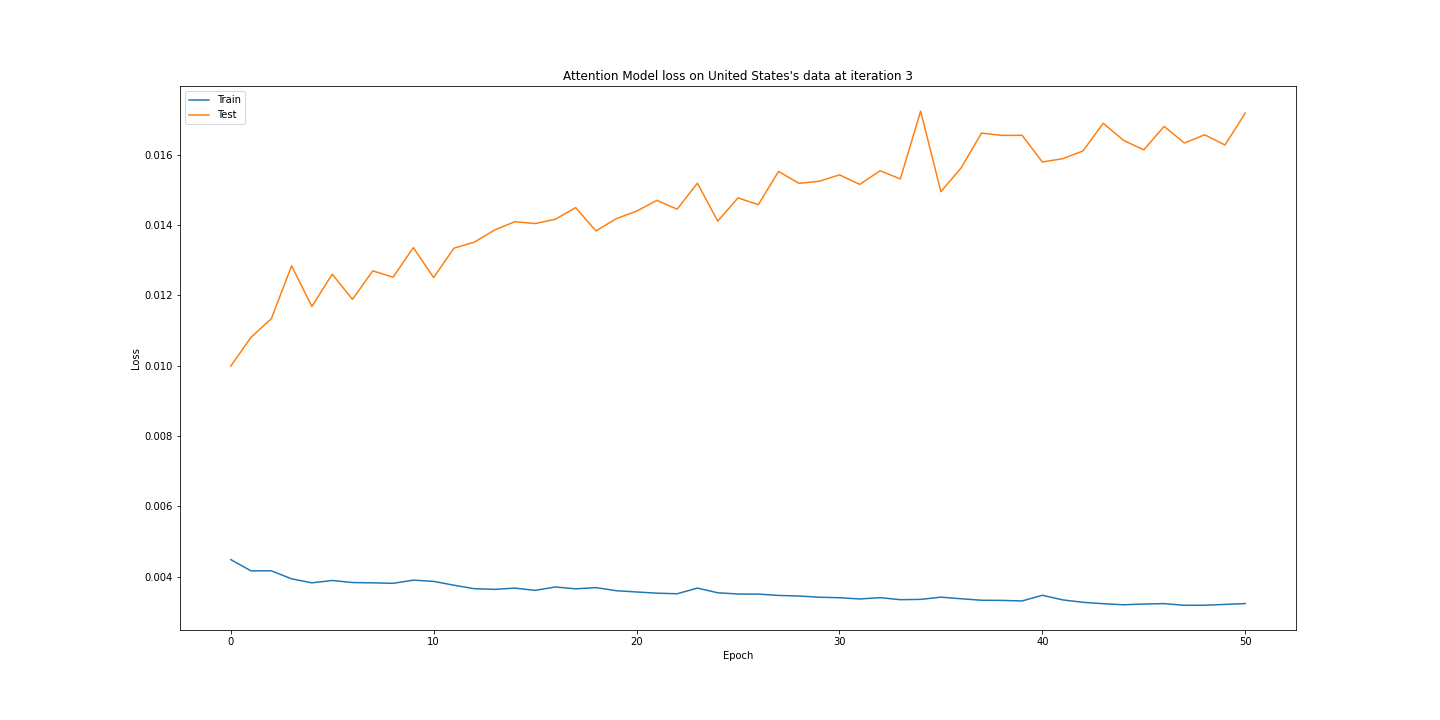 Attention Model loss on United States's data at iteration 3
Train
Test
0.016
0.014
0.012
0.010
0.008
0.006
0.004
Loss
0 10 20 30 40 50
Epoch